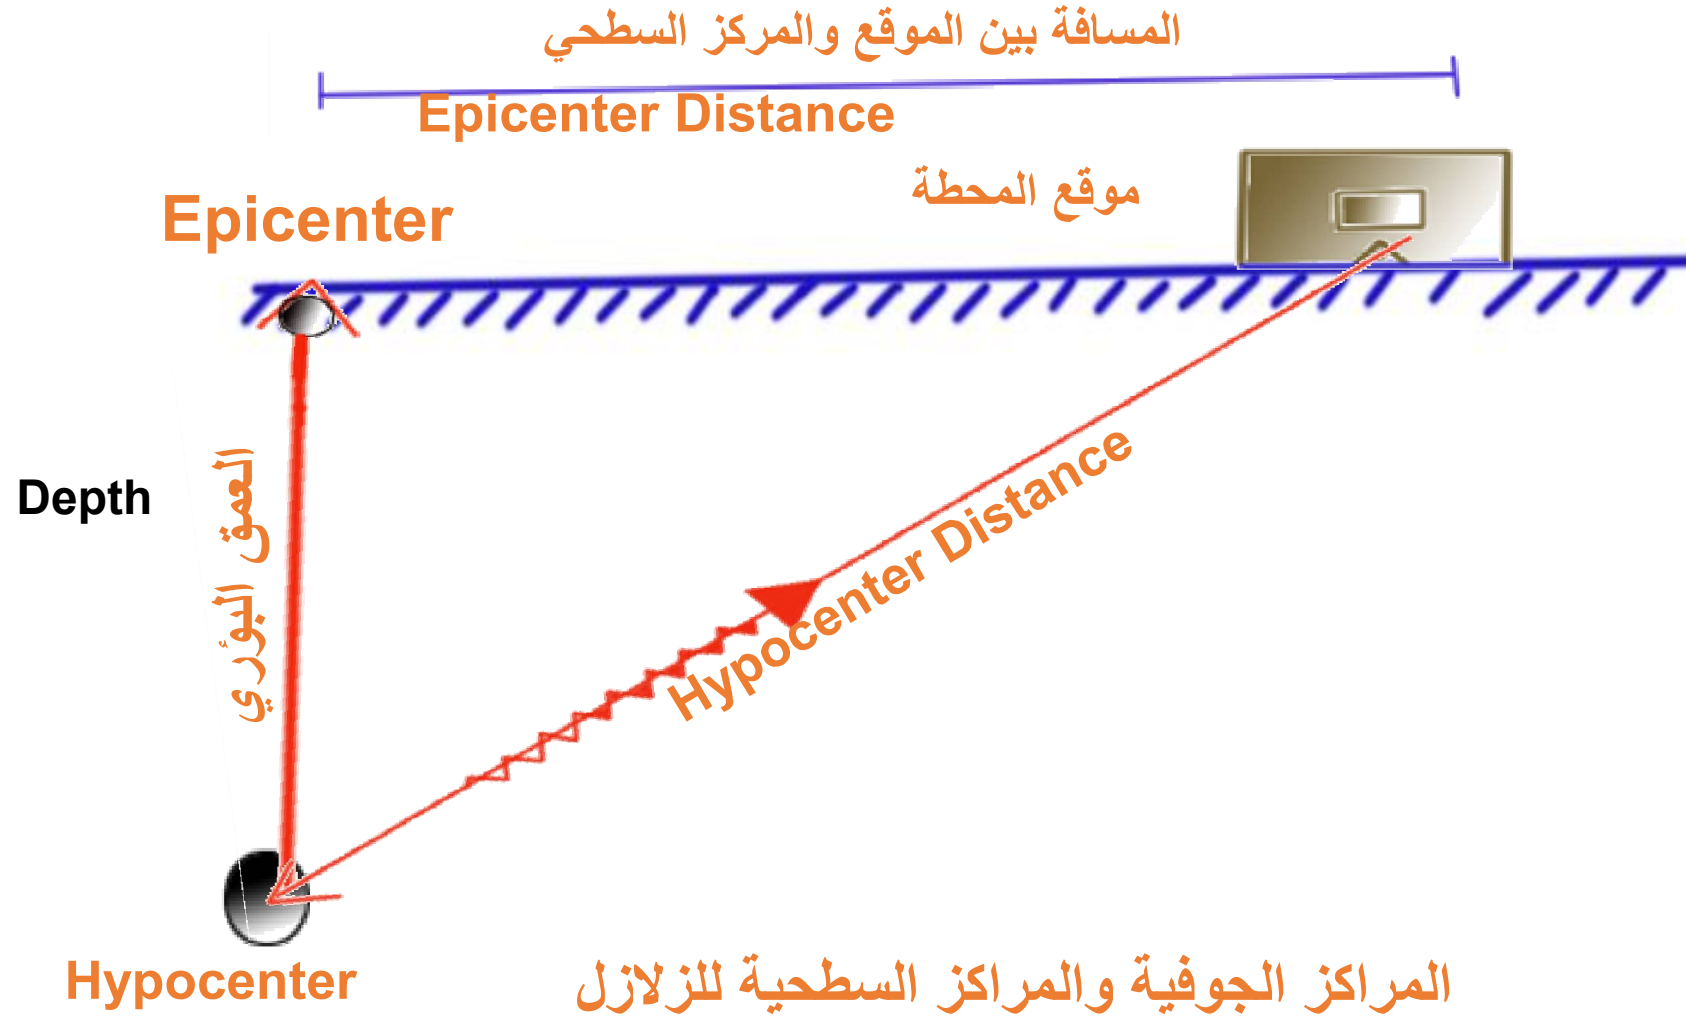 المسافة بين الموقع والمركز السطحي
Epicenter Distance
موقع المحطة
Epicenter
Depth
العمق البؤري
Hypocenter Distance
Hypocenter
المراكز الجوفية والمراكز السطحية للزلازل